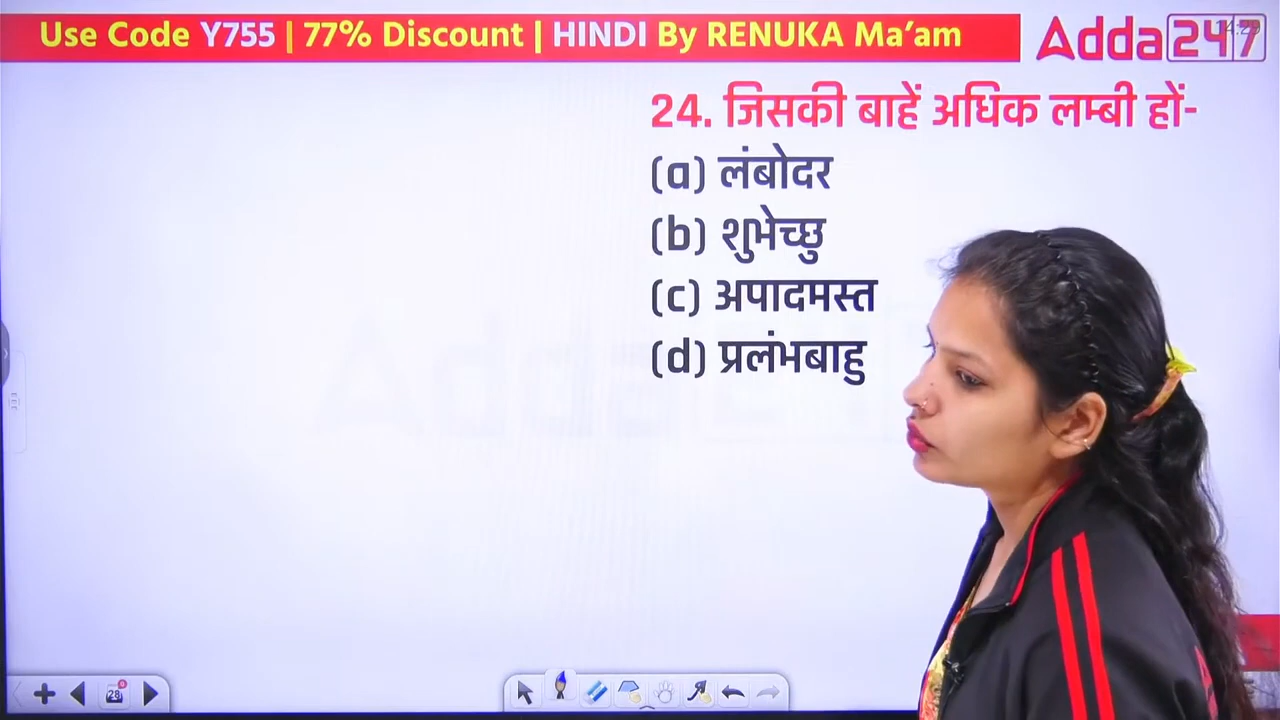 Use Code Y755 | 77% Discount | HINDI By RENUKA Ma’am
Adda247
24. जिसकी बाहें अधिक लम्बी हों-
(a) लंबोदर
(b) शुभेच्छु
(c) अपादमस्त
(d) प्रलंभबाहु
28